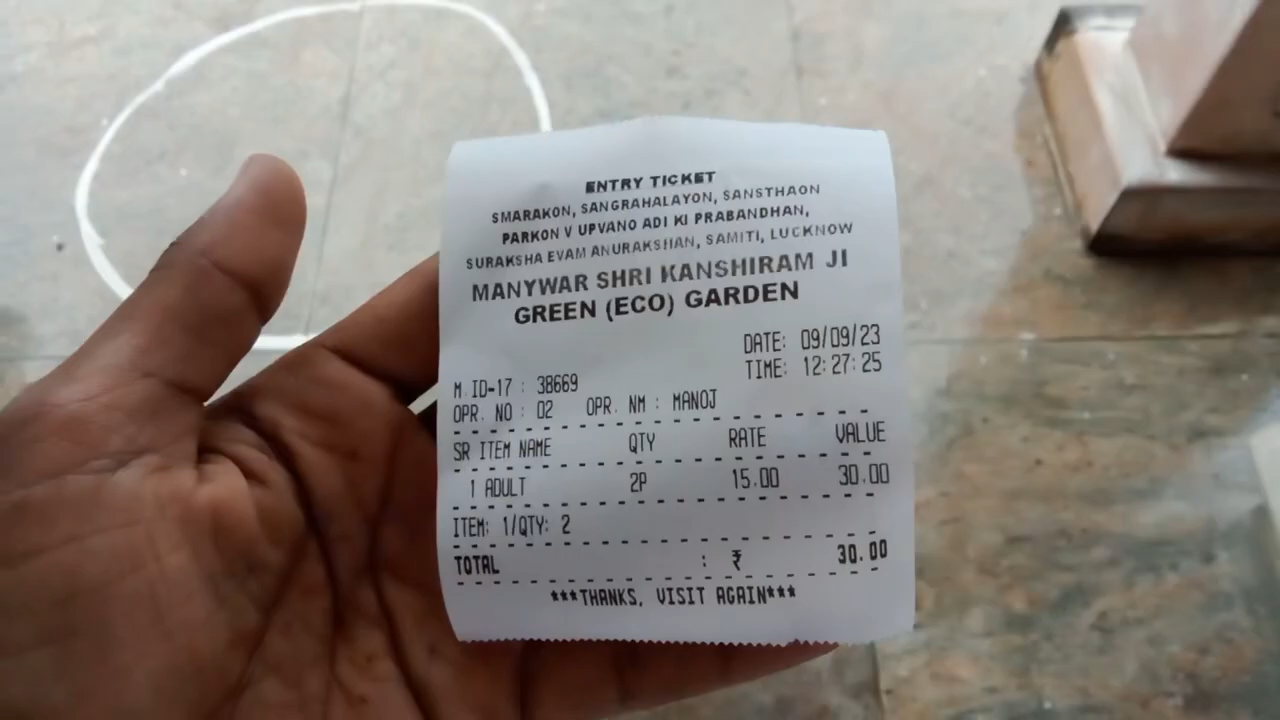 ENTRY TICKET
SMARAKON, SANGRAHALAYON, SANSTHAON
PARKON V UPVANO ADI KI PRABANDHAN,
SURAKSHA EVAM ANURAKSHAN, SAMITI, LUCKNOW
MANYWAR SHRI KANSHIRAM JI
GREEN (ECO) GARDEN
DATE: 09/09/23
TIME: 12:27:25
M.ID-17 : 38669
OPR. NO : 02 OPR. NM : MANOJ
SR ITEM NAME QTY RATE VALUE
1 ADULT 2P 15.00 30.00
ITEM: 1/QTY: 2
TOTAL : ₹ 30.00
***THANKS, VISIT AGAIN***